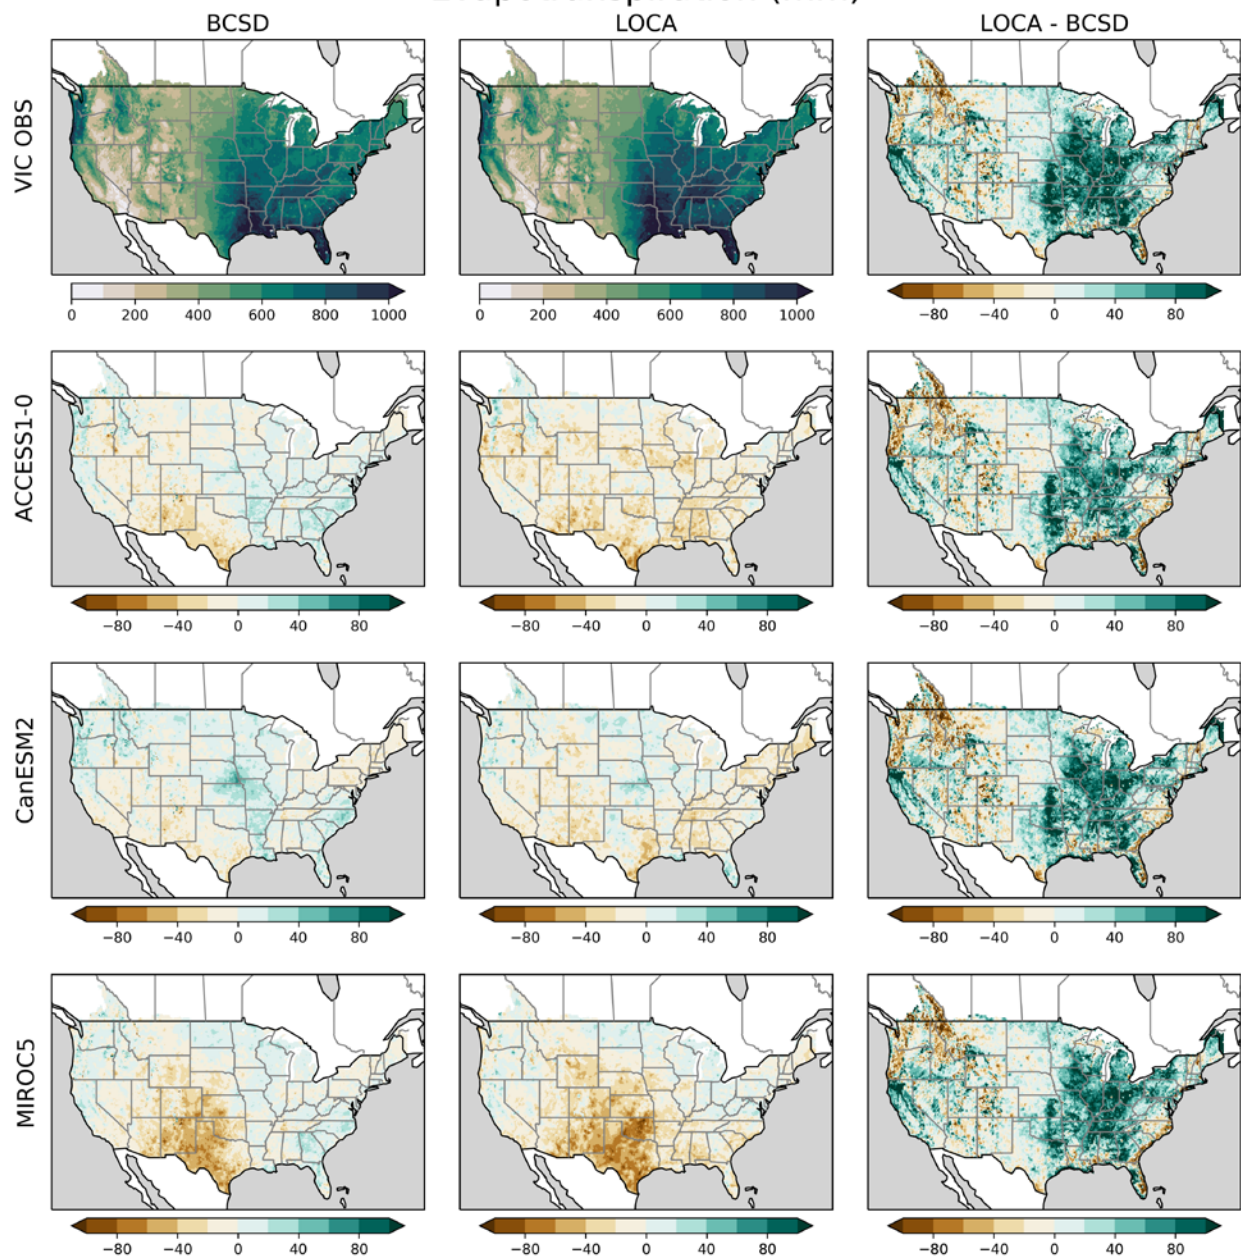 BCSD LOCA LOCA - BCSD
VIC OBS
0 200 400 600 800 1000 0 200 400 600 800 1000 −80 −40 0 40 80
ACCESS1-0
−80 −40 0 40 80 −80 −40 0 40 80 −80 −40 0 40 80
CanESM2
−80 −40 0 40 80 −80 −40 0 40 80 −80 −40 0 40 80
MIROC5
−80 −40 0 40 80 −80 −40 0 40 80 −80 −40 0 40 80